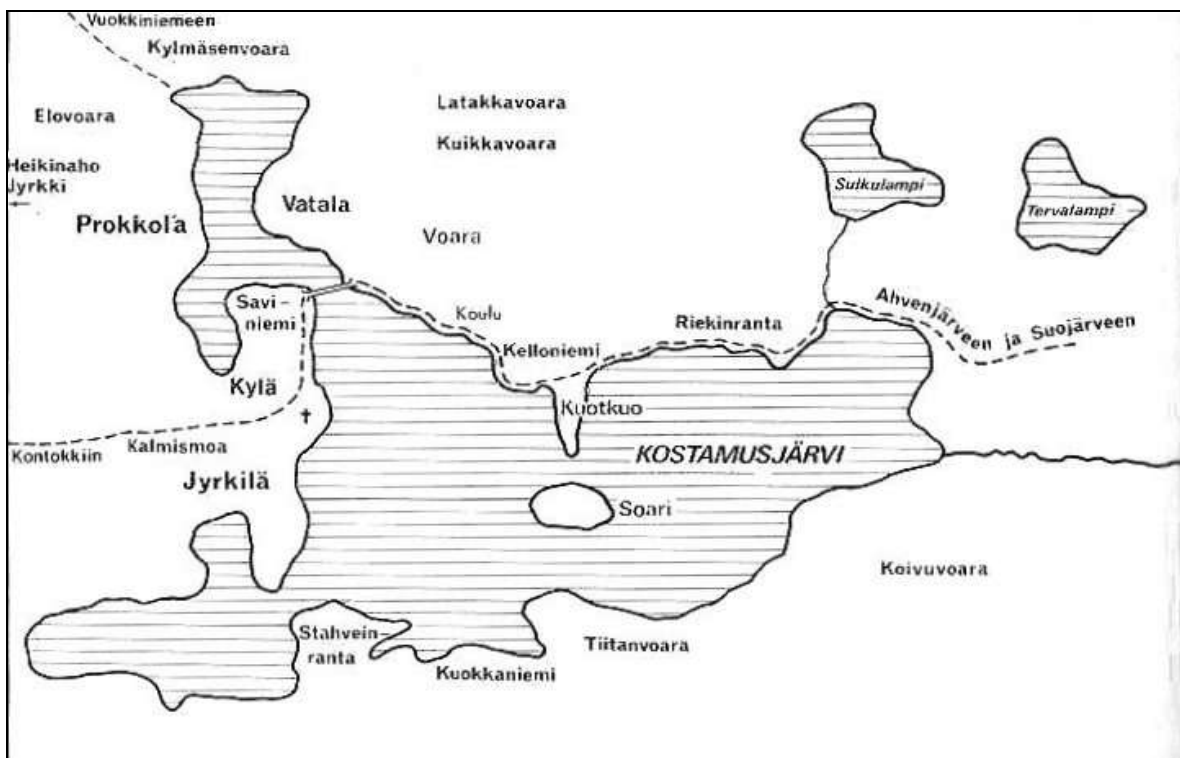 Vuokkiniemeen
Kylmäsenvoara
Elovoara
Latakkavoara
Kuikkavoara
Heikinaho
Jyrkki
Prokkola
Vatala
Voara
Sulkulampi
Tervalampi
Savi-
niemi
Koulu
Kelloniemi
Riekinranta
Ahvenjärveen ja Suojärveen
Kylä
Kuotkuo
Kontokkiin
Kalmismoa
KOSTAMUSJÄRVI
Jyrkilä
Soari
Koivuvoara
Stahvein-
ranta
Kuokkaniemi
Tiitanvoara